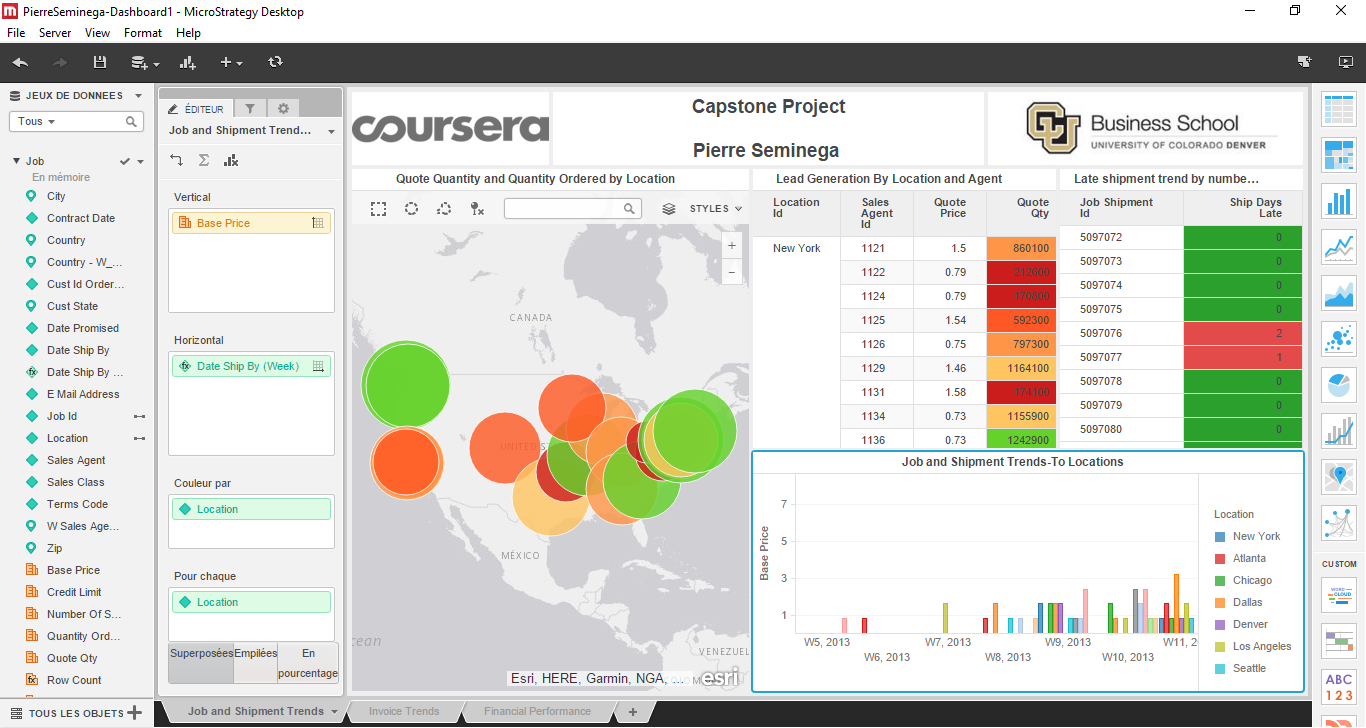 PierreSeminega-Dashboard1 - MicroStrategy Desktop
File Server View Format Help
JEUX DE DONNEES
Tous
Job
En mémoire
City
Contract Date
Country
Country - W_...
Cust Id Order...
Cust State
Date Promised
Date Ship By
Date Ship By ...
E Mail Address
Job Id
Location
Sales Agent
Sales Class
Terms Code
W Sales Age...
Zip
Base Price
Credit Limit
Number Of S...
Quantity Ord...
Quote Qty
Row Count
TOUS LES OBJETS
ÉDITEUR
Job and Shipment Trend...
Vertical
Base Price
Horizontal
Date Ship By (Week)
Couleur par
Location
Pour chaque
Location
Superposées Empilées En pourcentage
coursera
Capstone Project
Pierre Seminega
CU Business School
UNIVERSITY OF COLORADO DENVER
Quote Quantity and Quantity Ordered by Location
STYLES
+
−
CANADA
UNITED ST
MÉXICO
VENEZUEL
cean
Esri, HERE, Garmin, NGA, ...
esri
Lead Generation By Location and Agent
Location Id Sales Agent Id Quote Price Quote Qty
New York 1121 1.5 860100
1122 0.79 212600
1124 0.79 170600
1125 1.54 592300
1126 0.75 797300
1129 1.46 1164100
1131 1.58 174100
1134 0.73 1155900
1136 0.73 1242900
Late shipment trend by numbe...
Job Shipment Id Ship Days Late
5097072 0
5097073 0
5097074 0
5097075 0
5097076 2
5097077 1
5097078 0
5097079 0
5097080 0
Job and Shipment Trends-To Locations
Base Price
7
5
3
1
W5, 2013
W6, 2013
W7, 2013
W8, 2013
W9, 2013
W10, 2013
W11, 2
Location
New York
Atlanta
Chicago
Dallas
Denver
Los Angeles
Seattle
CUSTOM
WORD
CLOUD
ABC
123
Job and Shipment Trends
Invoice Trends
Financial Performance
+